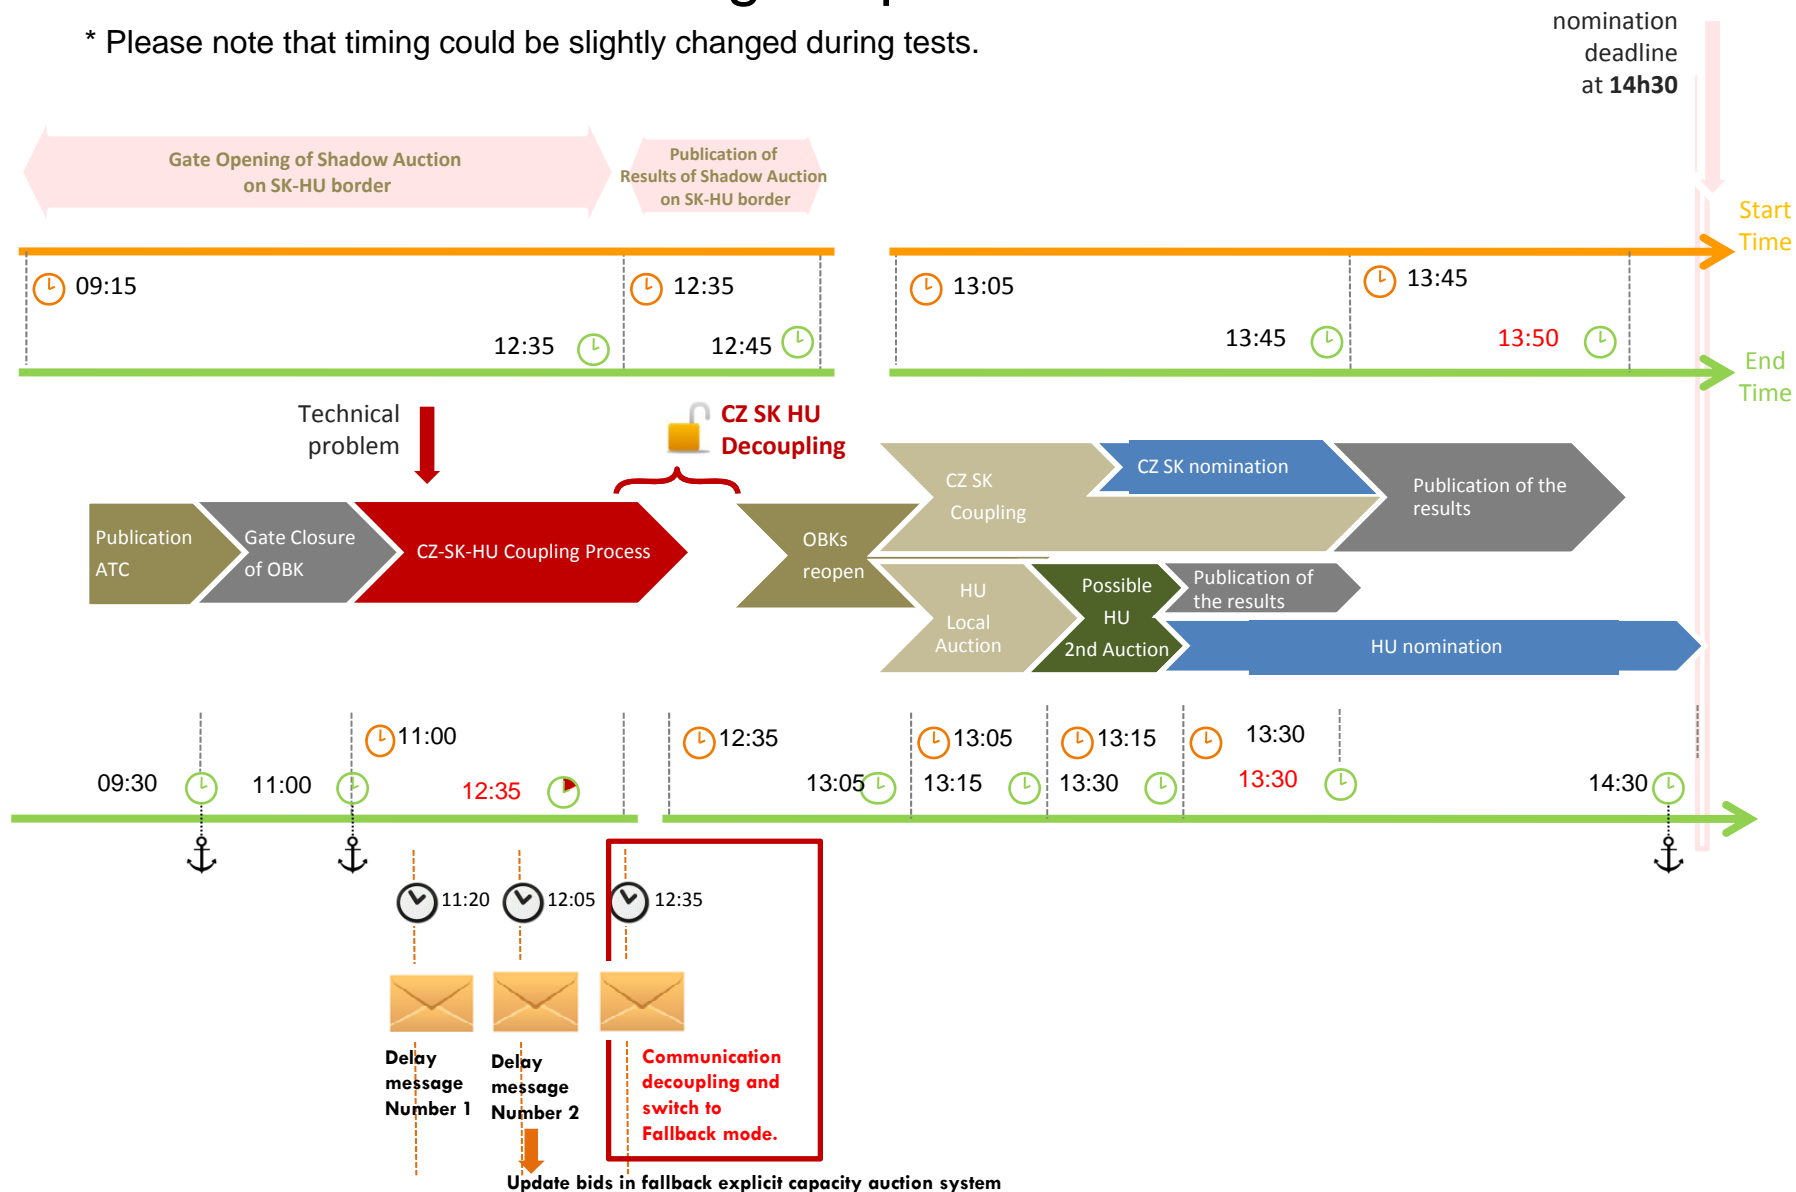 * Please note that timing could be slightly changed during tests.
nomination
deadline
at 14h30
Gate Opening of Shadow Auction
on SK-HU border
Publication of
Results of Shadow Auction
on SK-HU border
Start
Time
09:15
12:35
12:35
12:45
13:05
13:45
13:45
13:50
End
Time
Technical
problem
CZ SK HU
Decoupling
Publication
ATC
Gate Closure
of OBK
CZ-SK-HU Coupling Process
OBKs
reopen
CZ SK
Coupling
CZ SK nomination
Publication of the
results
HU
Local
Auction
Possible
HU
2nd Auction
Publication of
the results
HU nomination
11:00
12:35
13:05
13:15
13:30
09:30
11:00
12:35
13:05
13:15
13:30
13:30
14:30
11:20
12:05
12:35
Delay
message
Number 1
Delay
message
Number 2
Communication
decoupling and
switch to
Fallback mode.
Update bids in fallback explicit capacity auction system